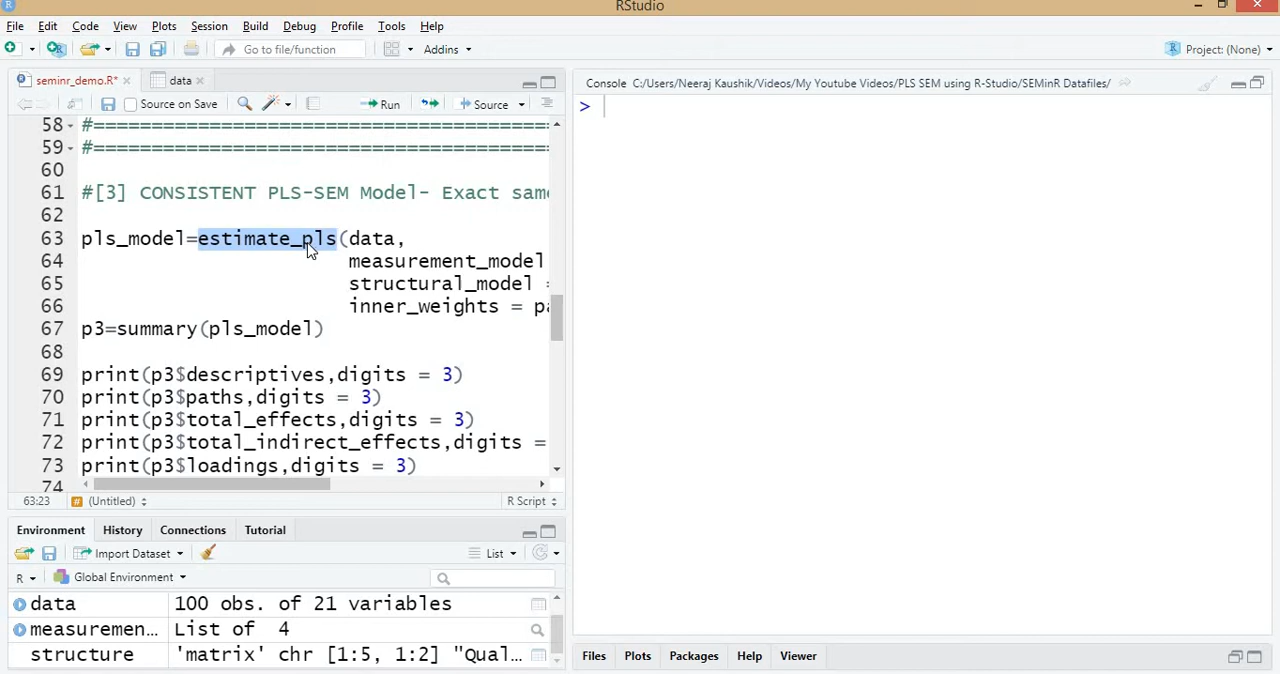 RStudio
File Edit Code View Plots Session Build Debug Profile Tools Help
Go to file/function Addins Project: (None)
seminr_demo.R* data
Source on Save Run Source
58 #========================================
59 #========================================
60
61 #[3] CONSISTENT PLS-SEM Model- Exact same
62
63 pls_model=estimate_pls(data,
64 measurement_model
65 structural_model =
66 inner_weights = pa
67 p3=summary(pls_model)
68
69 print(p3$descriptives,digits = 3)
70 print(p3$paths,digits = 3)
71 print(p3$total_effects,digits = 3)
72 print(p3$total_indirect_effects,digits =
73 print(p3$loadings,digits = 3)
74
63:23 (Untitled) R Script
Environment History Connections Tutorial
Import Dataset List
R Global Environment
data 100 obs. of 21 variables
measuremen… List of 4
structure 'matrix' chr [1:5, 1:2] "Qual…
Console C:/Users/Neeraj Kaushik/Videos/My Youtube Videos/PLS SEM using R-Studio/SEMinR Datafiles/
>
Files Plots Packages Help Viewer